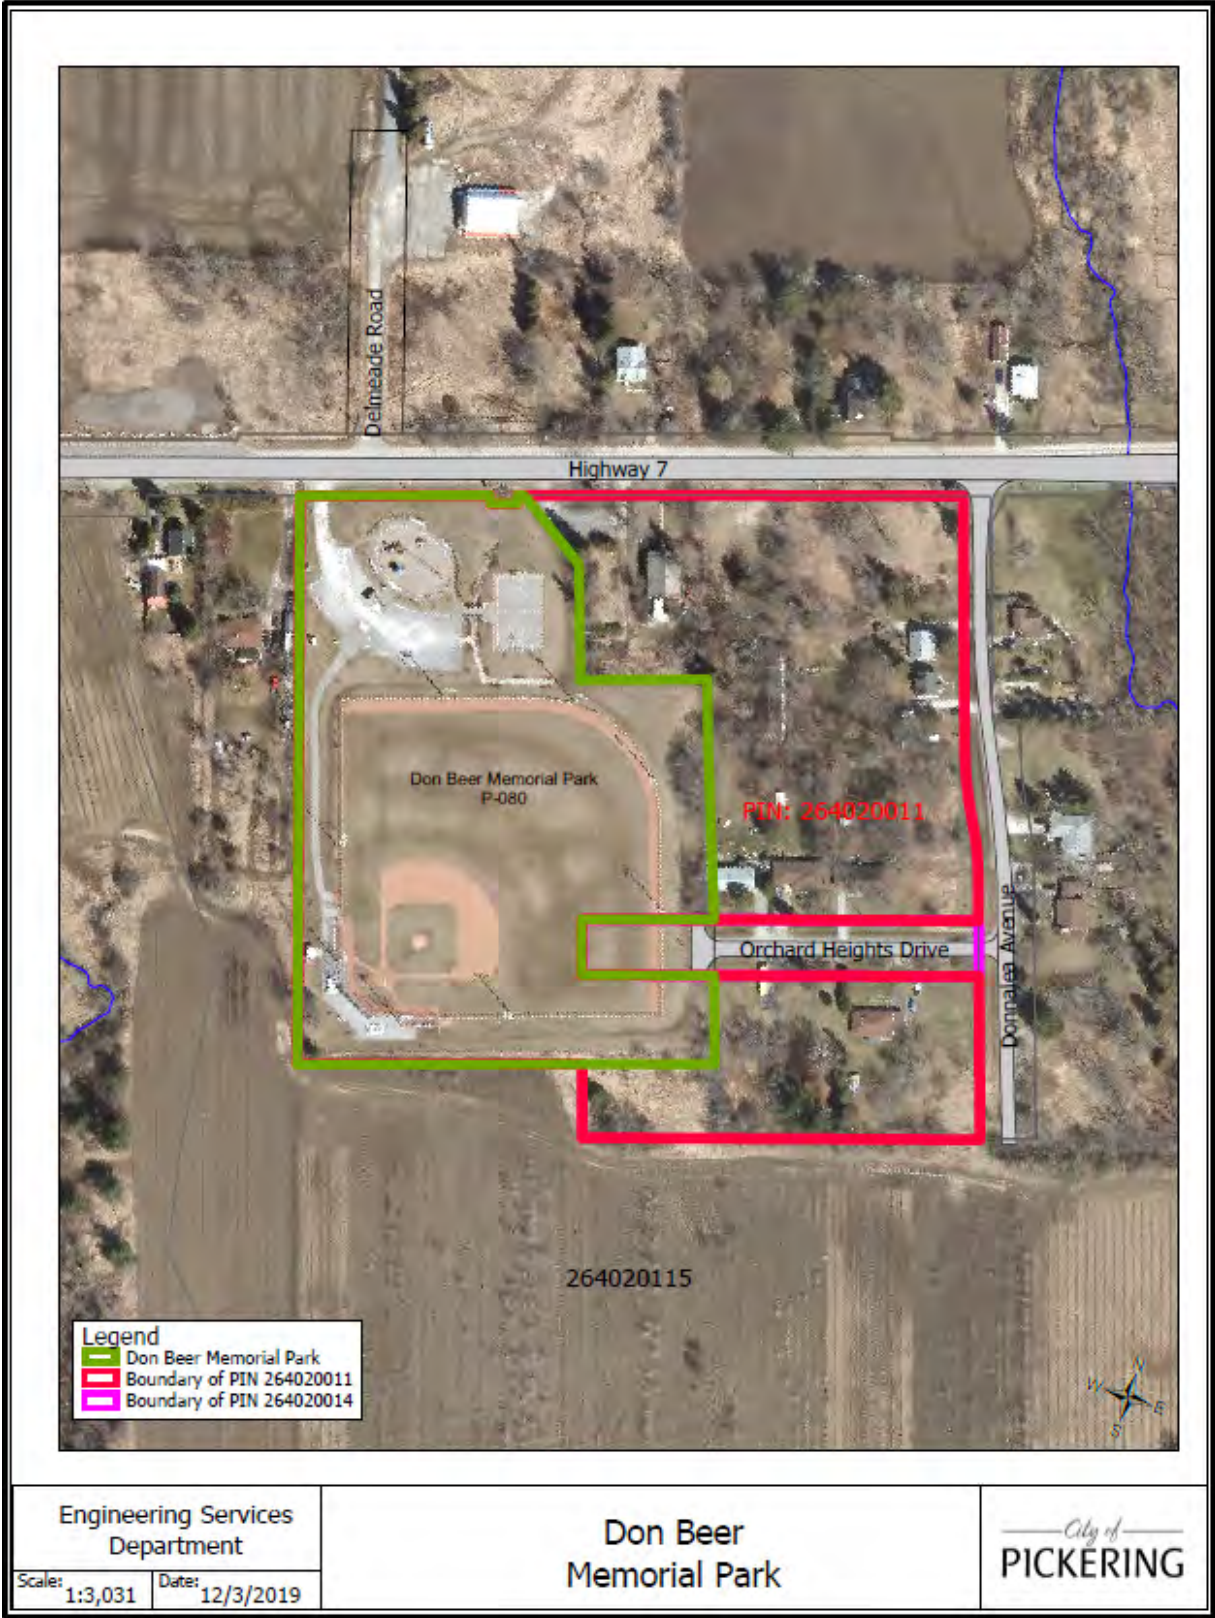 Delmeade Road
Highway 7
Don Beer Memorial Park
P-080
PIN: 264020011
Orchard Heights Drive
Donnalea Avenue
264020115
Legend
Don Beer Memorial Park
Boundary of PIN 264020011
Boundary of PIN 264020014
N
W
E
S
Engineering Services
Department
Scale: 1:3,031
Date: 12/3/2019
Don Beer
Memorial Park
City of
PICKERING